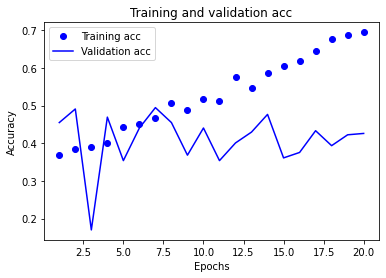 Training and validation acc
Training acc
Validation acc
Accuracy
0.7
0.6
0.5
0.4
0.3
0.2
2.5 5.0 7.5 10.0 12.5 15.0 17.5 20.0
Epochs